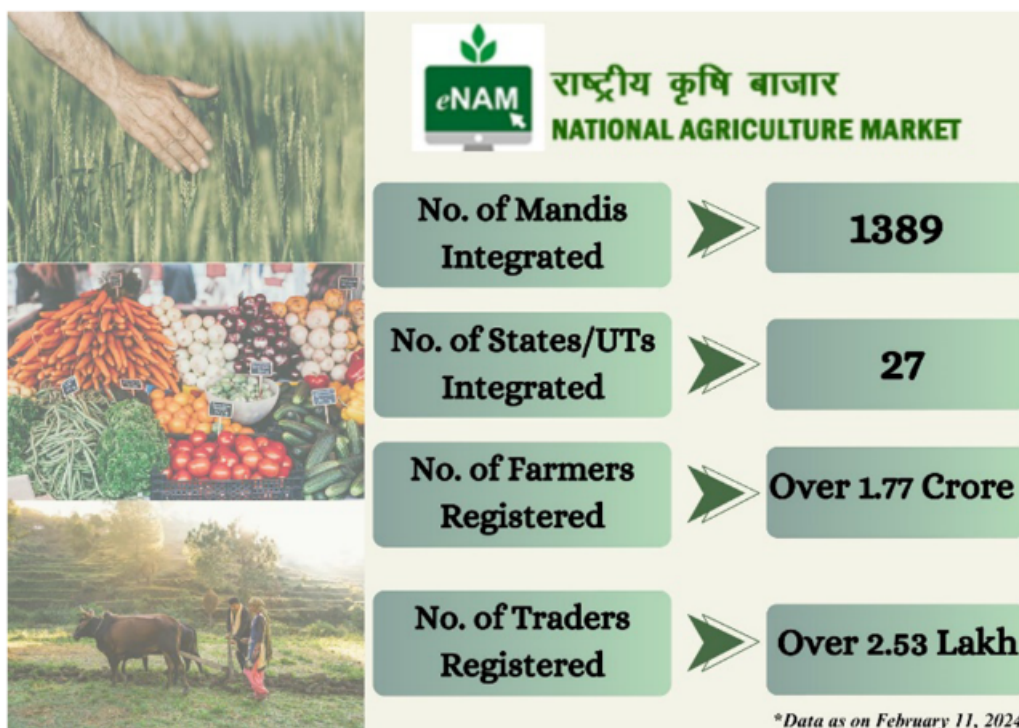 eNAM
राष्ट्रीय कृषि बाजार
NATIONAL AGRICULTURE MARKET
No. of Mandis
Integrated
1389
No. of States/UTs
Integrated
27
No. of Farmers
Registered
Over 1.77 Crore
No. of Traders
Registered
Over 2.53 Lakh
*Data as on February 11, 2024